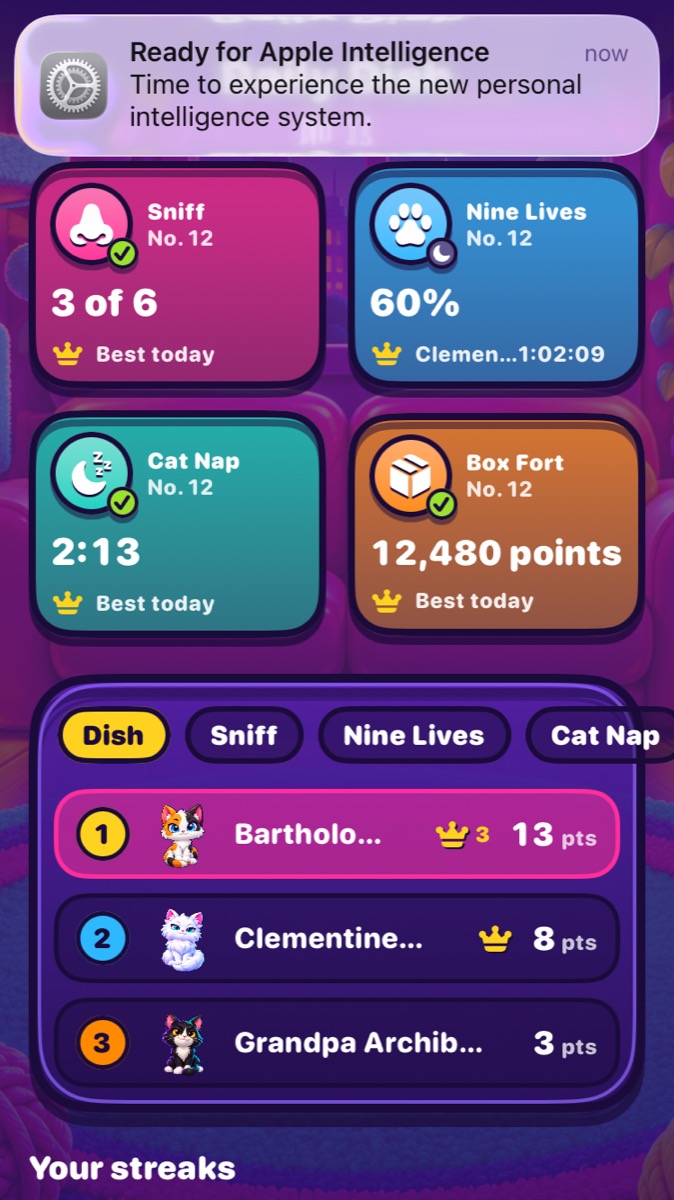 Ready for Apple Intelligence
now
Time to experience the new personal
intelligence system.
Sniff
No. 12
3 of 6
Best today
Nine Lives
No. 12
60%
Clemen...1:02:09
Cat Nap
No. 12
2:13
Best today
Box Fort
No. 12
12,480 points
Best today
Dish
Sniff
Nine Lives
Cat Nap
1
Bartholo...
3
13 pts
2
Clementine...
8 pts
3
Grandpa Archib...
3 pts
Your streaks